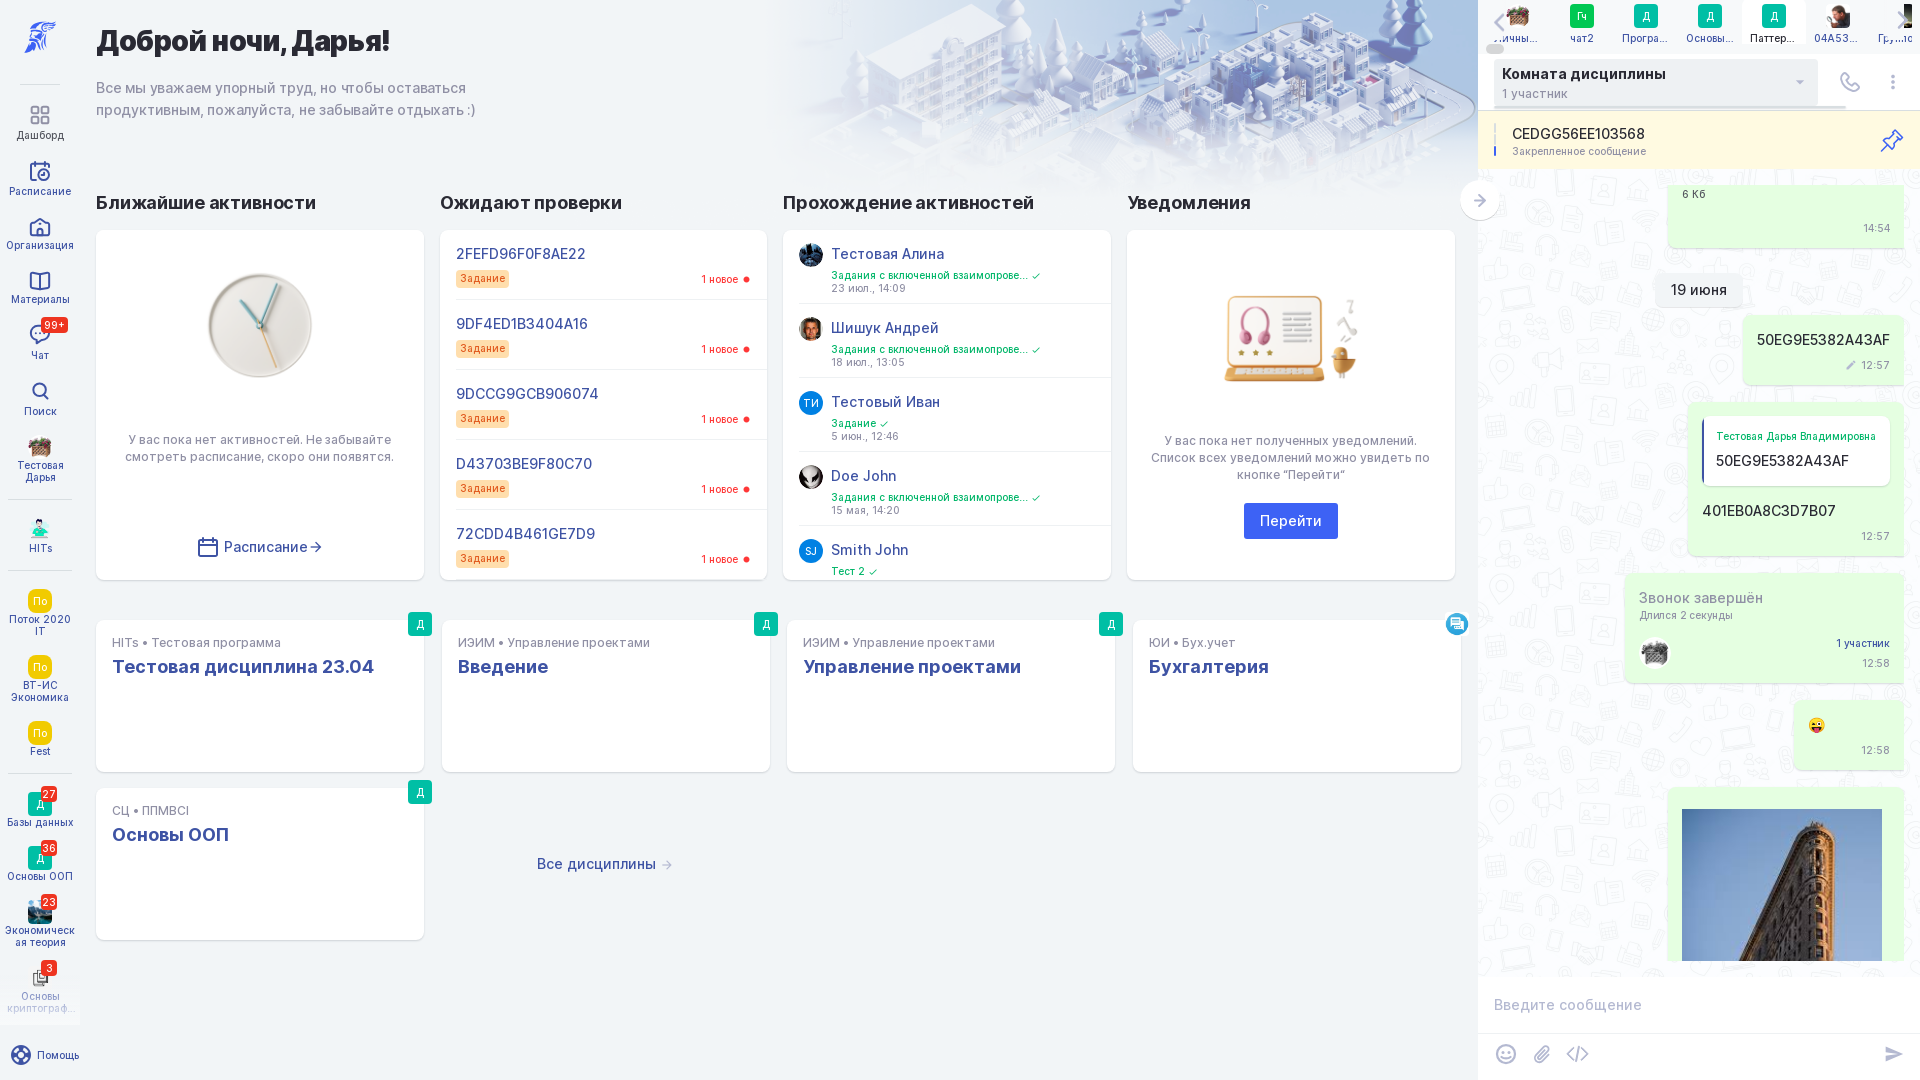 Дашборд
Расписание
Организация
Материалы
99+
Чат
Поиск
Тестовая
Дарья
HITs
По
Поток 2020
IT
По
ВТ-ИС
Экономика
По
Fest
27
Д
Базы данных
36
Д
Основы ООП
23
Экономическ
ая теория
3
Основы
криптограф...
Помощь
Доброй ночи, Дарья!
Все мы уважаем упорный труд, но чтобы оставаться
продуктивным, пожалуйста, не забывайте отдыхать :)
Ближайшие активности
У вас пока нет активностей. Не забывайте
смотреть расписание, скоро они появятся.
Расписание
Ожидают проверки
2FEFD96F0F8AE22
Задание
1 новое
9DF4ED1B3404A16
Задание
1 новое
9DCCG9GCB906074
Задание
1 новое
D43703BE9F80C70
Задание
1 новое
72CDD4B461GE7D9
Задание
1 новое
Прохождение активностей
Тестовая Алина
Задания с включенной взаимопрове...
23 июл., 14:09
Шишук Андрей
Задания с включенной взаимопрове...
18 июл., 13:05
ТИ
Тестовый Иван
Задание
5 июн., 12:46
Doe John
Задания с включенной взаимопрове...
15 мая, 14:20
SJ
Smith John
Тест 2
Уведомления
У вас пока нет полученных уведомлений.
Список всех уведомлений можно увидеть по
кнопке “Перейти“
Перейти
Д
HITs • Тестовая программа
Тестовая дисциплина 23.04
Д
ИЭИМ • Управление проектами
Введение
Д
ИЭИМ • Управление проектами
Управление проектами
ЮИ • Бух.учет
Бухгалтерия
Д
СЦ • ППМВСI
Основы ООП
Все дисциплины
Гч
чат2
Д
Програ...
Д
Основы...
Д
Паттер...
04A53...
Комната дисциплины
1 участник
CEDGG56EE103568
Закрепленное сообщение
6 Кб
14:54
19 июня
50EG9E5382A43AF
12:57
Тестовая Дарья Владимировна
50EG9E5382A43AF
401EB0A8C3D7B07
12:57
Звонок завершён
Длился 2 секунды
1 участник
12:58
12:58
Введите сообщение